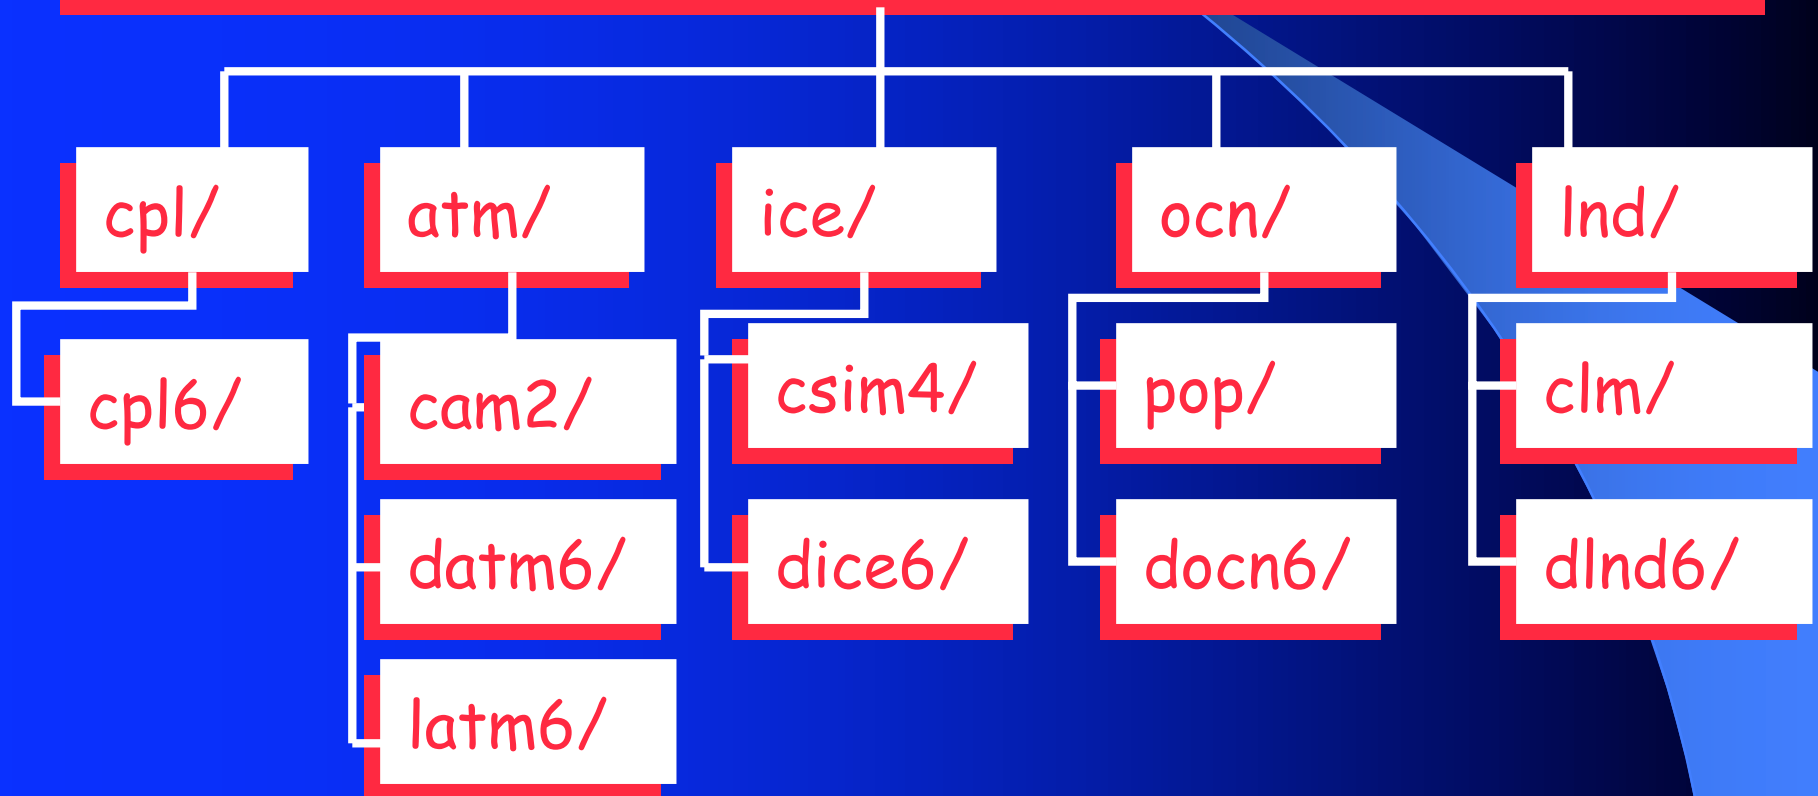 cpl/
atm/
ice/
ocn/
lnd/
cpl6/
cam2/
csim4/
pop/
clm/
datm6/
dice6/
docn6/
dlnd6/
latm6/